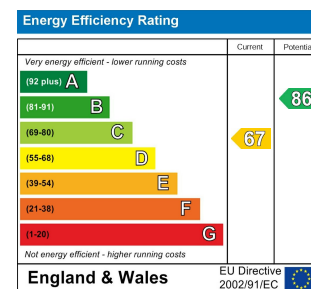 Energy Efficiency Rating
Current Potentia
Very energy efficient - lower running costs
(92 plus) A
(81-91) B
86
(69-80) C
67
(55-68) D
(39-54) E
(21-38) F
(1-20) G
Not energy efficient - higher running costs
England & Wales
EU Directive
2002/91/EC